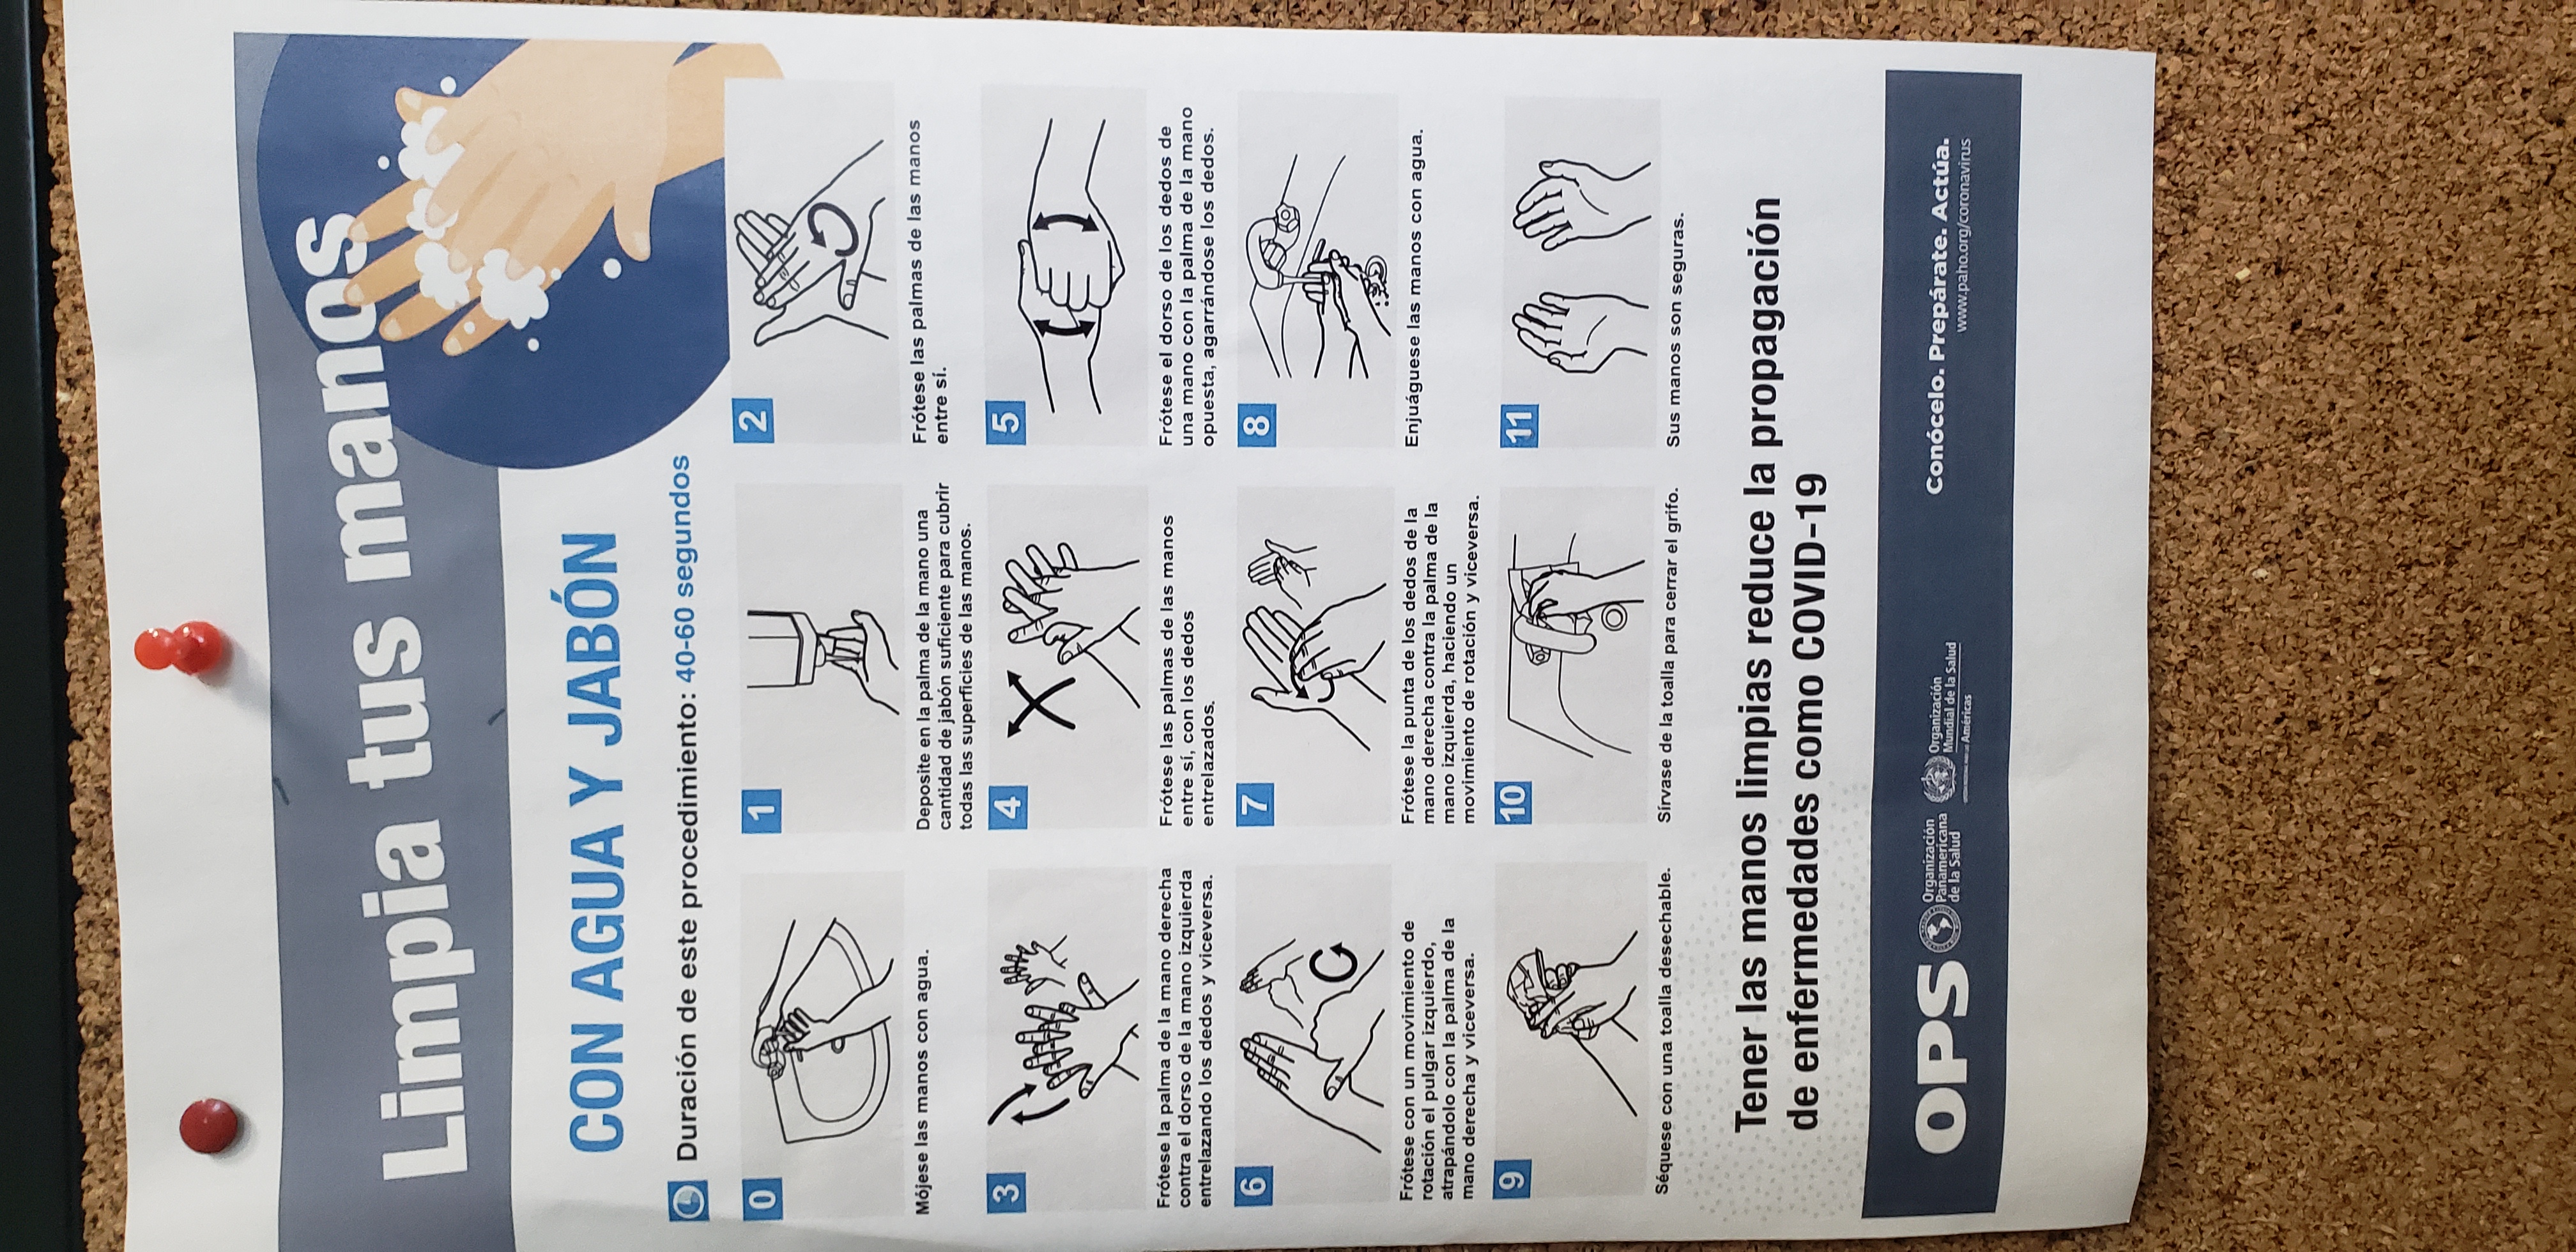 Limpia tus manos
CON AGUA Y JABÓN
Duración de este procedimiento: 40-60 segundos
0
Mójese las manos con agua.
1
Deposite en la palma de la mano una
cantidad de jabón suficiente para cubrir
todas las superficies de las manos.
2
Frótese las palmas de las manos
entre sí.
3
Frótese la palma de la mano derecha
contra el dorso de la mano izquierda
entrelazando los dedos y viceversa.
4
Frótese las palmas de las manos
entre sí, con los dedos
entrelazados.
5
Frótese el dorso de los dedos de
una mano con la palma de la mano
opuesta, agarrándose los dedos.
6
Frótese con un movimiento de
rotación el pulgar izquierdo,
atrapándolo con la palma de la
mano derecha y viceversa.
7
Frótese la punta de los dedos de la
mano derecha contra la palma de la
mano izquierda, haciendo un
movimiento de rotación y viceversa.
8
Enjuáguese las manos con agua.
9
Séquese con una toalla desechable.
10
Sírvase de la toalla para cerrar el grifo.
11
Sus manos son seguras.
Tener las manos limpias reduce la propagación
de enfermedades como COVID-19
OPS
Organización
Panamericana
de la Salud
Organización
Mundial de la Salud
Américas
Conócelo. Prepárate. Actúa.
www.paho.org/coronavirus